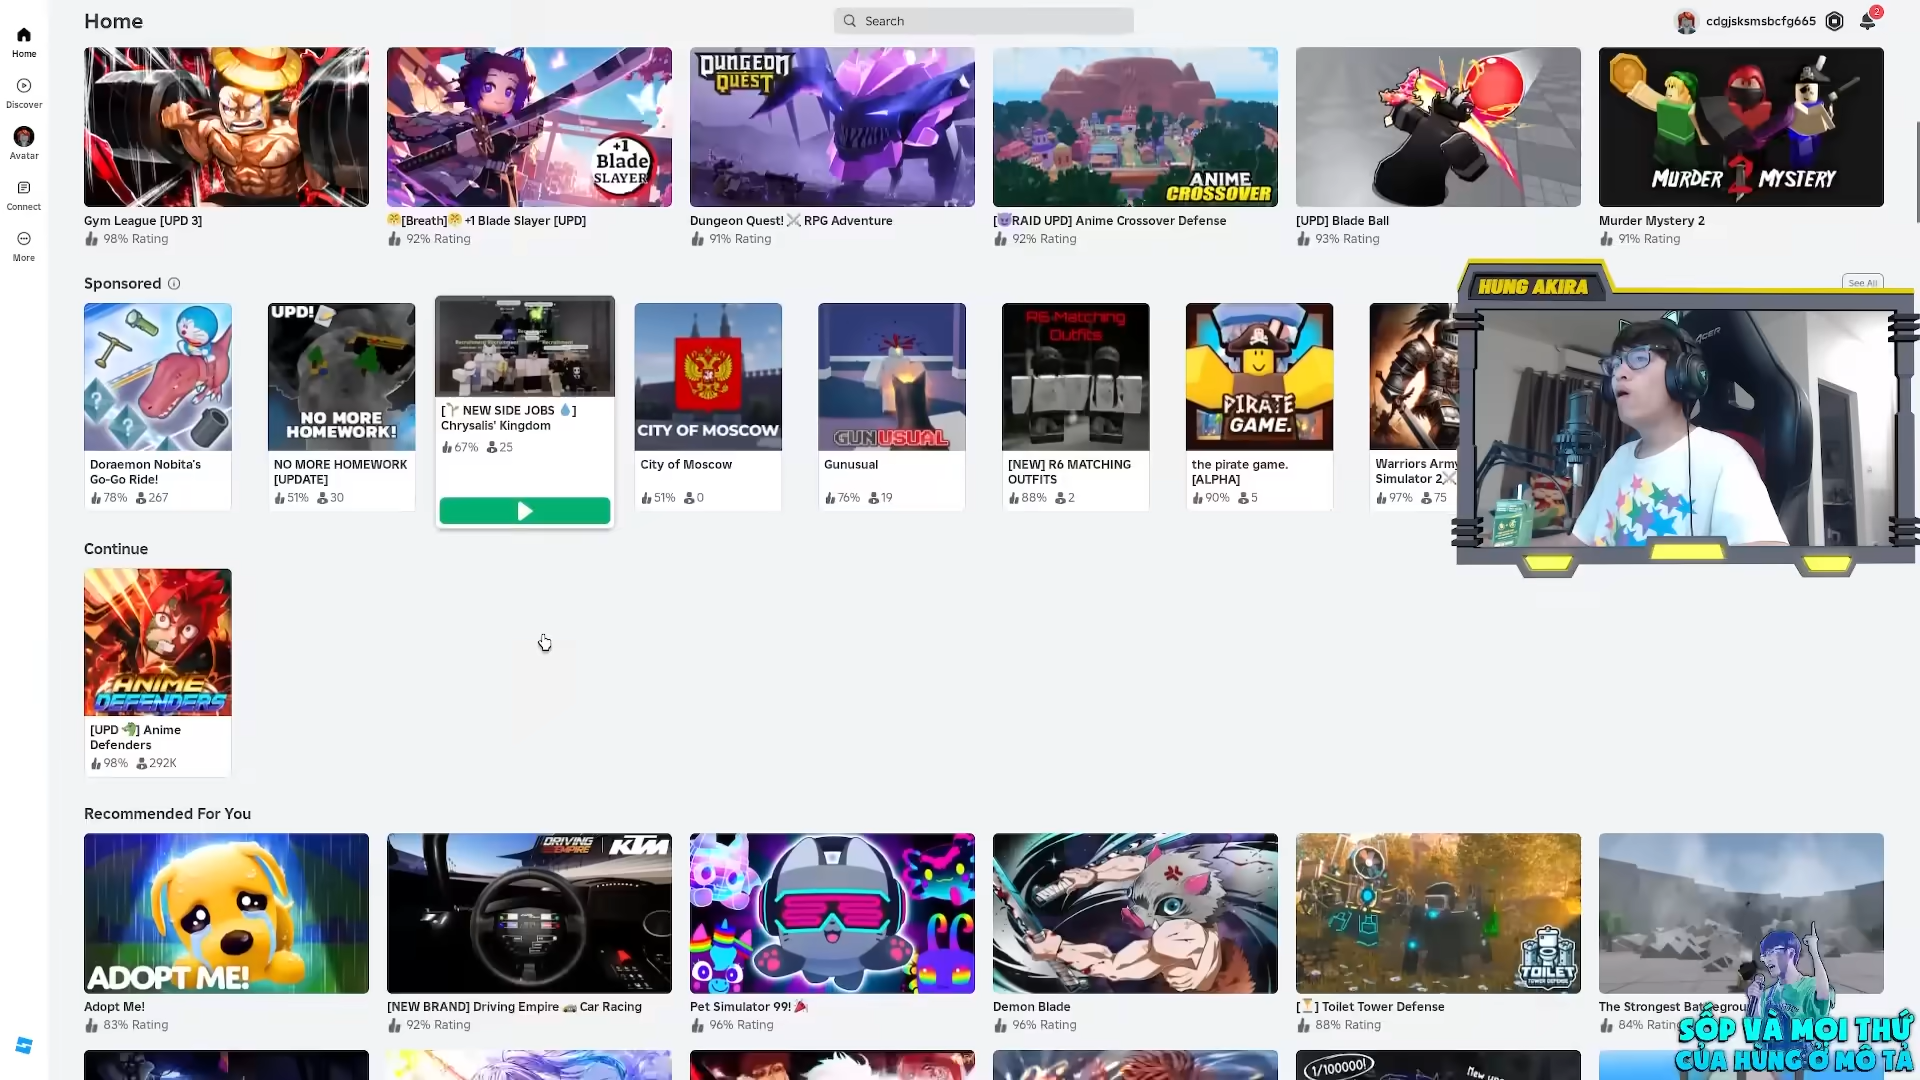 Home
Search
cdgjsksmsbcfg665
2
Home
Discover
Avatar
Connect
More
+1
Blade
SLAYER
DUNGEON
QUEST
ANIME
CROSSOVER
MURDER 2 MYSTERY
Gym League [UPD 3]
98% Rating
[Breath] +1 Blade Slayer [UPD]
92% Rating
Dungeon Quest! ⚔ RPG Adventure
91% Rating
[😈RAID UPD] Anime Crossover Defense
92% Rating
[UPD] Blade Ball
93% Rating
Murder Mystery 2
91% Rating
Sponsored
See All
HUNG AKIRA
UPD!
NO MORE
HOMEWORK!
CITY OF MOSCOW
GUNUSUAL
R6 Matching
Outfits
PIRATE
GAME.
Doraemon Nobita's
Go-Go Ride!
78% 267
NO MORE HOMEWORK
[UPDATE]
51% 30
[ NEW SIDE JOBS 💧]
Chrysalis' Kingdom
67% 25
City of Moscow
51% 0
Gunusual
76% 19
[NEW] R6 MATCHING
OUTFITS
88% 2
the pirate game.
[ALPHA]
90% 5
Warriors Army
Simulator 2⚔
97% 75
Continue
ANIME
DEFENDERS
[UPD 🐲] Anime
Defenders
98% 292K
Recommended For You
ADOPT ME!
DRIVING
EMPIRE
KTM
TOILET
TOWER DEFENSE
Adopt Me!
83% Rating
[NEW BRAND] Driving Empire 🚗 Car Racing
92% Rating
Pet Simulator 99! 🎉
96% Rating
Demon Blade
96% Rating
[⏳] Toilet Tower Defense
88% Rating
The Strongest Battlegrou
84% Rating
1/100000!
SỐP VÀ MỌI THỨ
CỦA HÙNG Ở MÔ TẢ